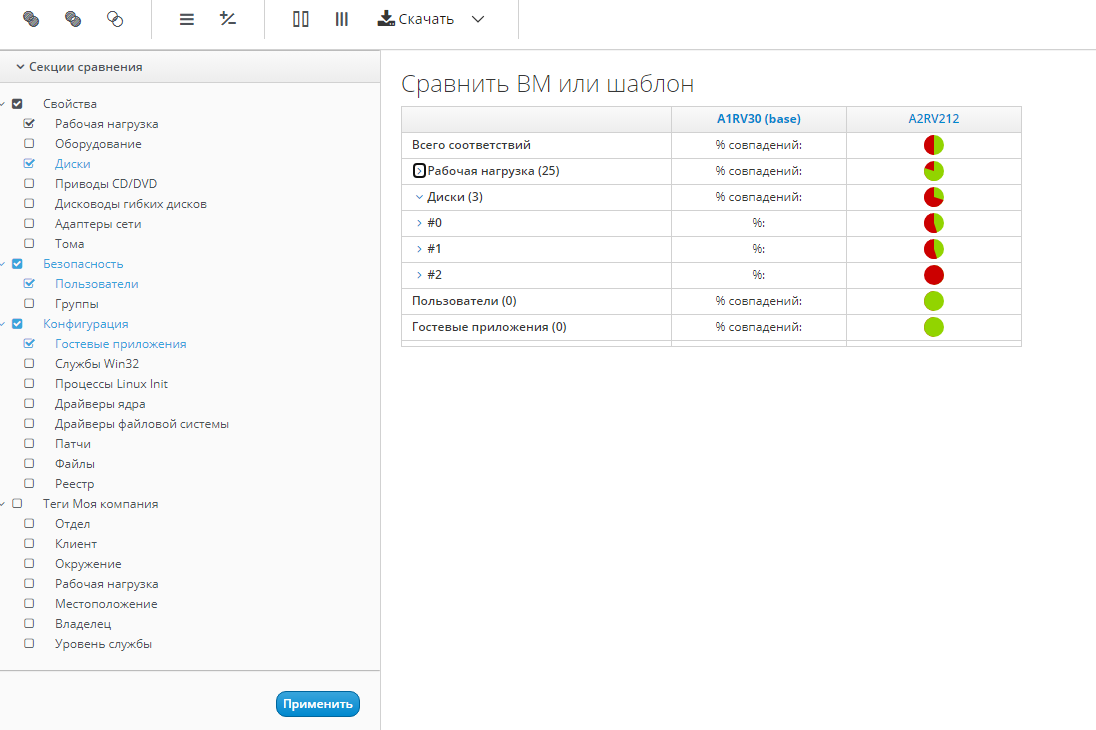 Скачать
Секции сравнения
Свойства
Рабочая нагрузка
Оборудование
Диски
Приводы CD/DVD
Дисководы гибких дисков
Адаптеры сети
Тома
Безопасность
Пользователи
Группы
Конфигурация
Гостевые приложения
Службы Win32
Процессы Linux Init
Драйверы ядра
Драйверы файловой системы
Патчи
Файлы
Реестр
Теги Моя компания
Отдел
Клиент
Окружение
Рабочая нагрузка
Местоположение
Владелец
Уровень службы
Применить
Сравнить ВМ или шаблон
A1RV30 (base) A2RV212
Всего соответствий % совпадений:
Рабочая нагрузка (25) % совпадений:
Диски (3) % совпадений:
#0 %:
#1 %:
#2 %:
Пользователи (0) % совпадений:
Гостевые приложения (0) % совпадений: